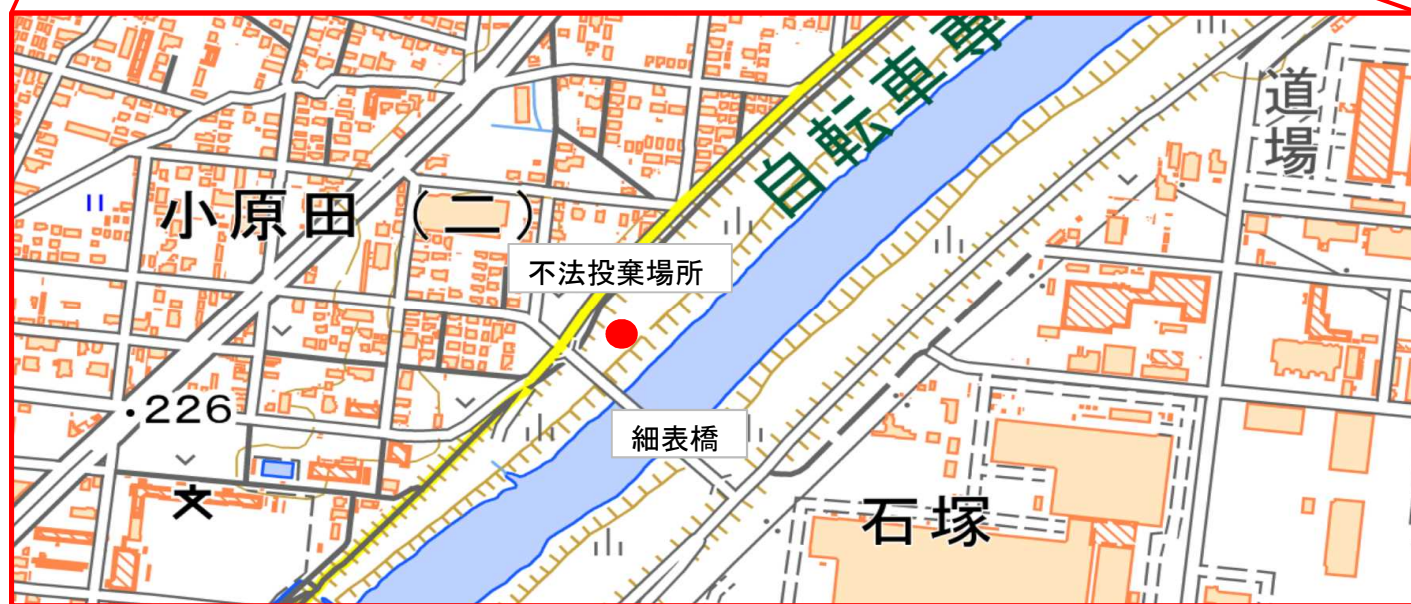 自転車専
道場
小原田（二）
不法投棄場所
・226
細表橋
石塚